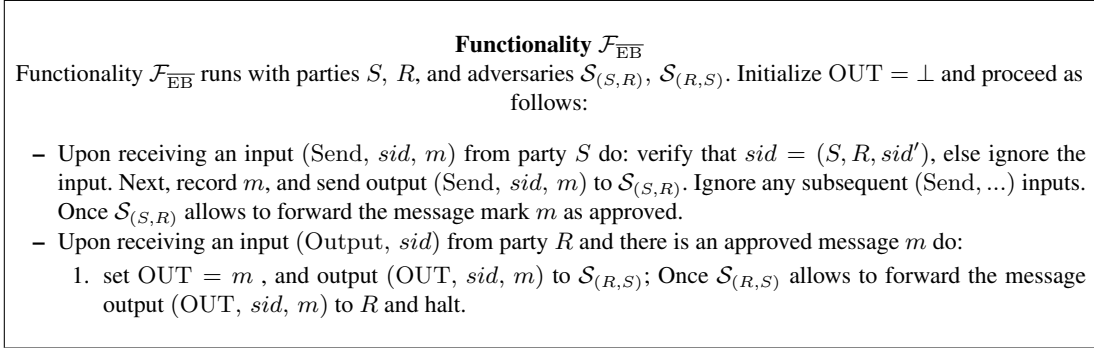 Functionality $\mathcal{F}_{\overline{\mathrm{EB}}}$
Functionality $\mathcal{F}_{\overline{\mathrm{EB}}}$ runs with parties $S$, $R$, and adversaries $\mathcal{S}_{(S,R)}$, $\mathcal{S}_{(R,S)}$. Initialize $\mathrm{OUT} = \bot$ and proceed as
follows:
– Upon receiving an input (Send, $sid$, $m$) from party $S$ do: verify that $sid = (S, R, sid')$, else ignore the
input. Next, record $m$, and send output (Send, $sid$, $m$) to $\mathcal{S}_{(S,R)}$. Ignore any subsequent (Send, ...) inputs.
Once $\mathcal{S}_{(S,R)}$ allows to forward the message mark $m$ as approved.
– Upon receiving an input (Output, $sid$) from party $R$ and there is an approved message $m$ do:
1. set $\mathrm{OUT} = m$ , and output (OUT, $sid$, $m$) to $\mathcal{S}_{(R,S)}$; Once $\mathcal{S}_{(R,S)}$ allows to forward the message
output (OUT, $sid$, $m$) to $R$ and halt.